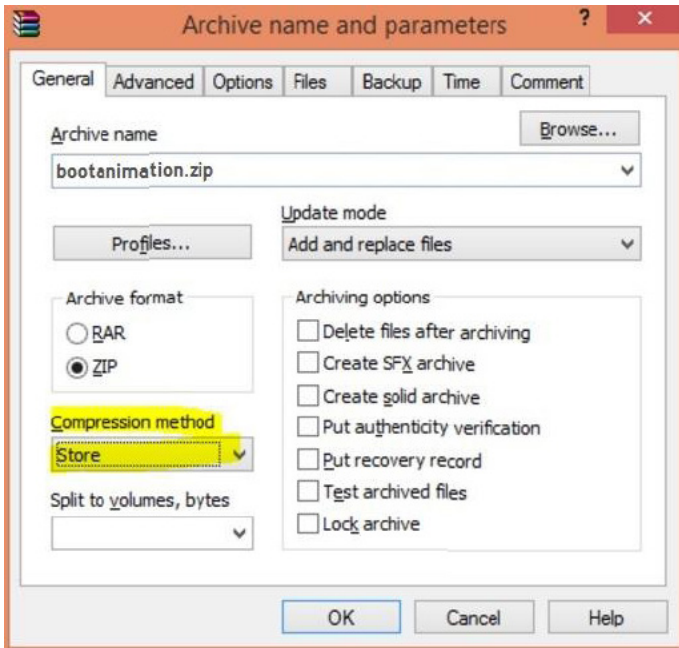 Archive name and parameters
?
General Advanced Options Files Backup Time Comment
Archive name
Browse...
bootanimation.zip
Update mode
Profiles...
Add and replace files
Archive format
Archiving options
RAR
Delete files after archiving
ZIP
Create SFX archive
Create solid archive
Compression method
Put authenticity verification
Store
Put recovery record
Split to volumes, bytes
Test archived files
Lock archive
OK Cancel Help